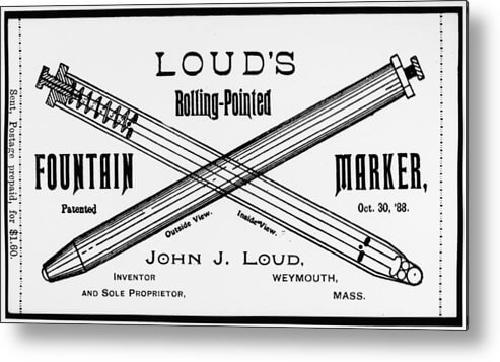 LOUD'S
Rolling-Pointed
FOUNTAIN MARKER,
Patented Oct. 30, '88.
Outside View. Inside View.
JOHN J. LOUD,
INVENTOR WEYMOUTH,
AND SOLE PROPRIETOR, MASS.
Sent, Postage prepaid, for $1.60.